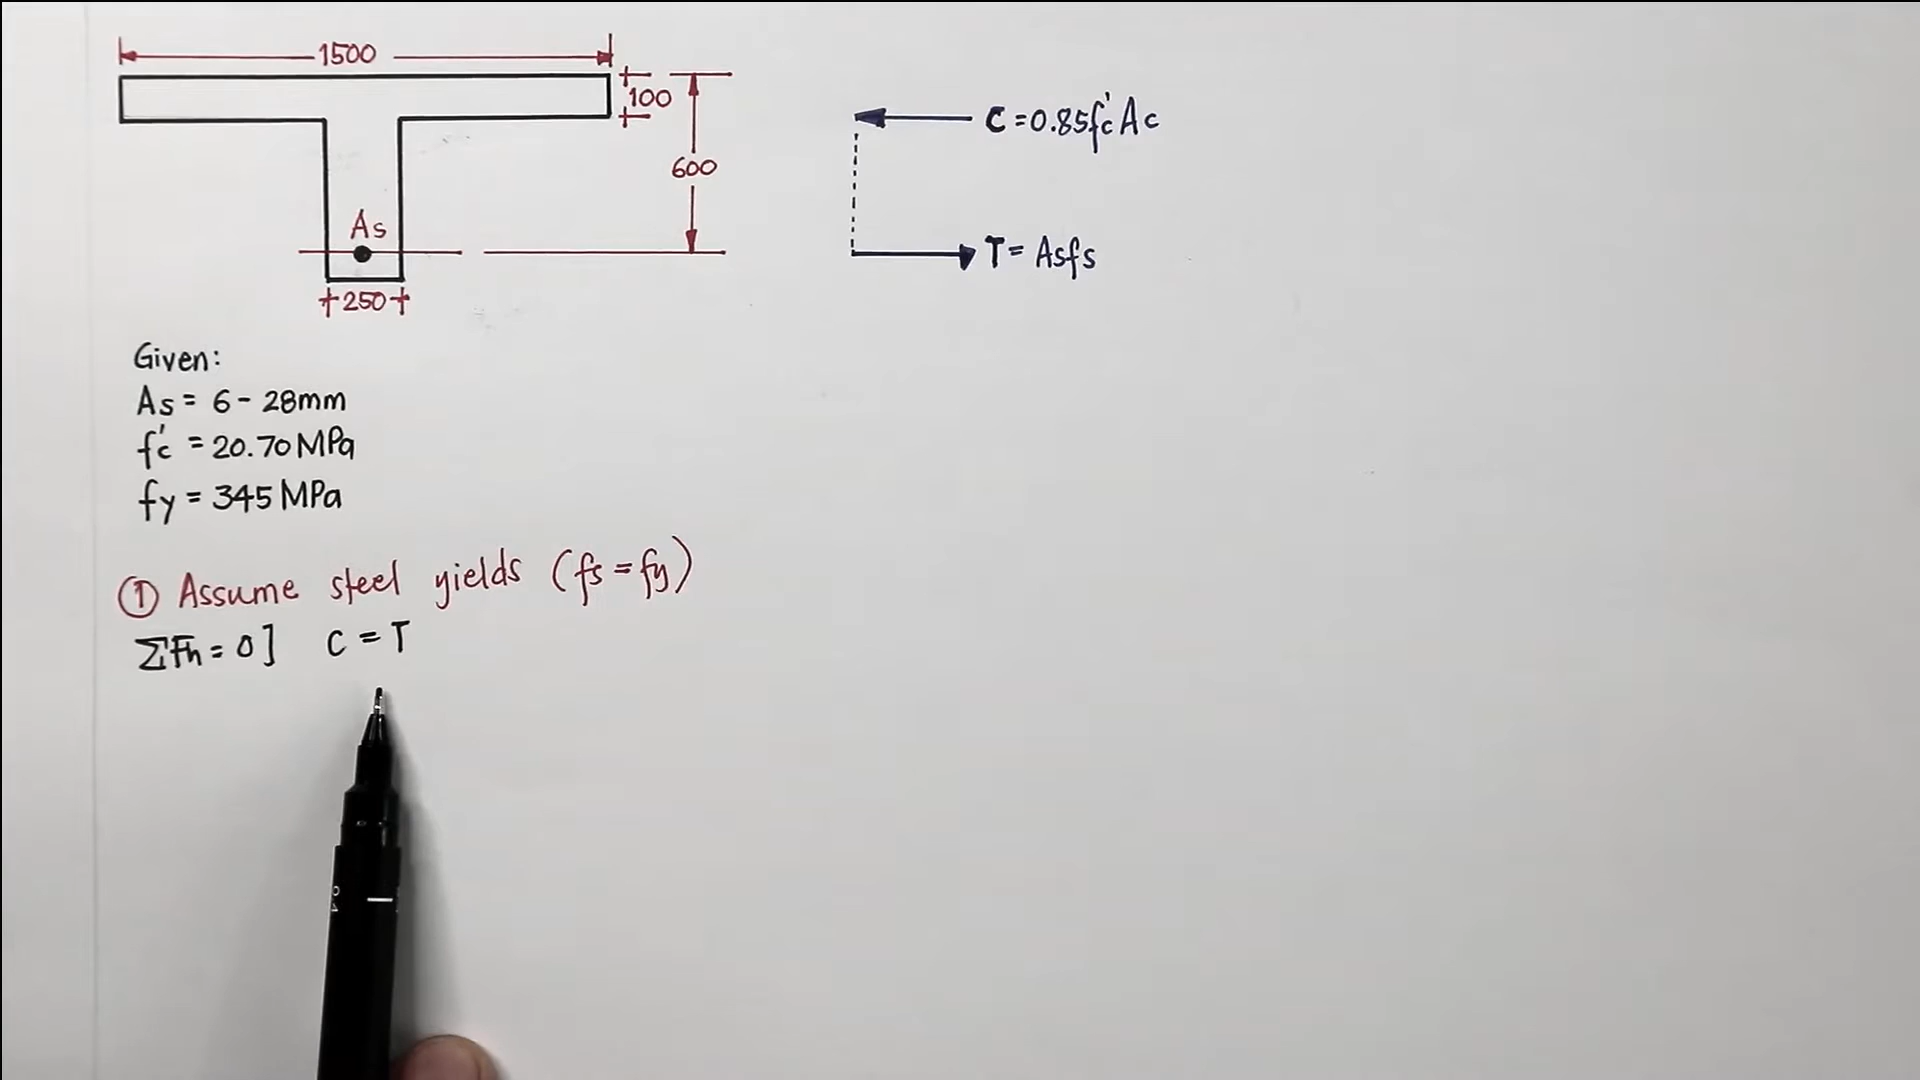 1500
100
600
As
250
C = 0.85f'c Ac
T = Asfs
Given:
As = 6 - 28mm
f'c = 20.70 MPa
fy = 345 MPa
① Assume steel yields (fs = fy)
ΣFh = 0] C = T